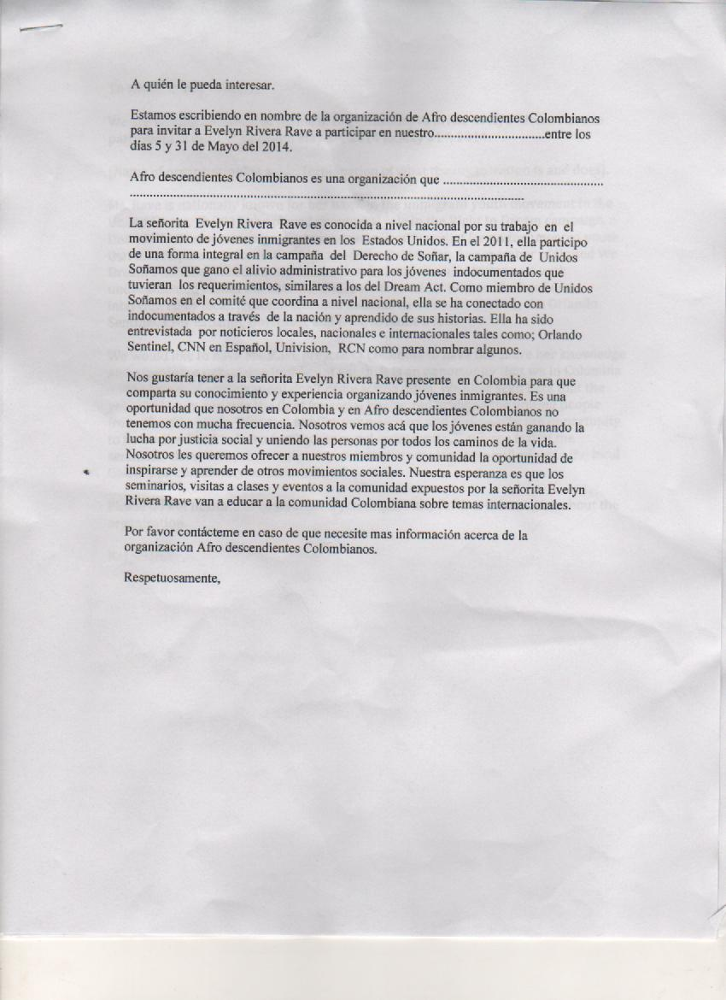 A quién le pueda interesar.
Estamos escribiendo en nombre de la organización de Afro descendientes Colombianos
para invitar a Evelyn Rivera Rave a participar en nuestro..................................entre los
días 5 y 31 de Mayo del 2014.
Afro descendientes Colombianos es una organización que .................................................
.........................................................................................................................
La señorita Evelyn Rivera Rave es conocida a nivel nacional por su trabajo en el
movimiento de jóvenes inmigrantes en los Estados Unidos. En el 2011, ella participo
de una forma integral en la campaña del Derecho de Soñar, la campaña de Unidos
Soñamos que gano el alivio administrativo para los jóvenes indocumentados que
tuvieran los requerimientos, similares a los del Dream Act. Como miembro de Unidos
Soñamos en el comité que coordina a nivel nacional, ella se ha conectado con
indocumentados a través de la nación y aprendido de sus historias. Ella ha sido
entrevistada por noticieros locales, nacionales e internacionales tales como; Orlando
Sentinel, CNN en Español, Univision, RCN como para nombrar algunos.
Nos gustaría tener a la señorita Evelyn Rivera Rave presente en Colombia para que
comparta su conocimiento y experiencia organizando jóvenes inmigrantes. Es una
oportunidad que nosotros en Colombia y en Afro descendientes Colombianos no
tenemos con mucha frecuencia. Nosotros vemos acá que los jóvenes están ganando la
lucha por justicia social y uniendo las personas por todos los caminos de la vida.
Nosotros les queremos ofrecer a nuestros miembros y comunidad la oportunidad de
inspirarse y aprender de otros movimientos sociales. Nuestra esperanza es que los
seminarios, visitas a clases y eventos a la comunidad expuestos por la señorita Evelyn
Rivera Rave van a educar a la comunidad Colombiana sobre temas internacionales.
Por favor contácteme en caso de que necesite mas información acerca de la
organización Afro descendientes Colombianos.
Respetuosamente,